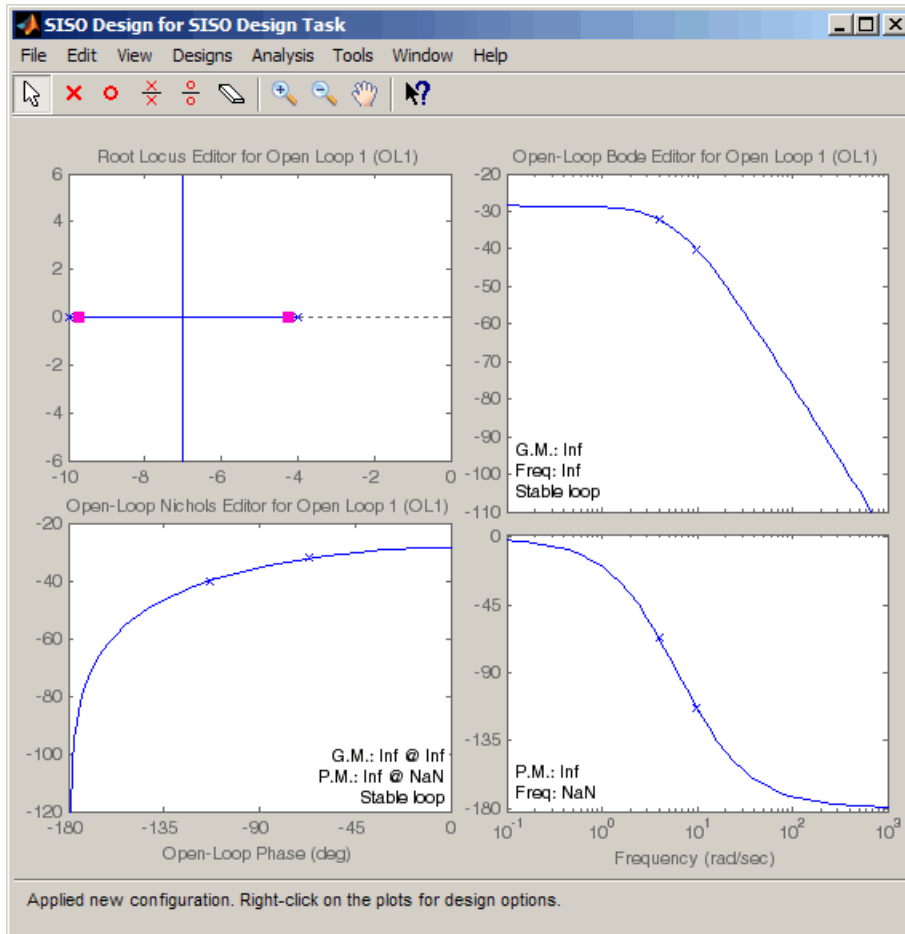 SISO Design for SISO Design Task
File Edit View Designs Analysis Tools Window Help
Root Locus Editor for Open Loop 1 (OL1)
6
4
2
0
-2
-4
-6
-10 -8 -6 -4 -2 0
Open-Loop Bode Editor for Open Loop 1 (OL1)
-20
-30
-40
-50
-60
-70
-80
-90
-100
-110
G.M.: Inf
Freq: Inf
Stable loop
Open-Loop Nichols Editor for Open Loop 1 (OL1)
-20
-40
-60
-80
-100
-120
G.M.: Inf @ Inf
P.M.: Inf @ NaN
Stable loop
-180 -135 -90 -45 0
Open-Loop Phase (deg)
0
-45
-90
-135
-180
P.M.: Inf
Freq: NaN
10^-1 10^0 10^1 10^2 10^3
Frequency (rad/sec)
Applied new configuration. Right-click on the plots for design options.